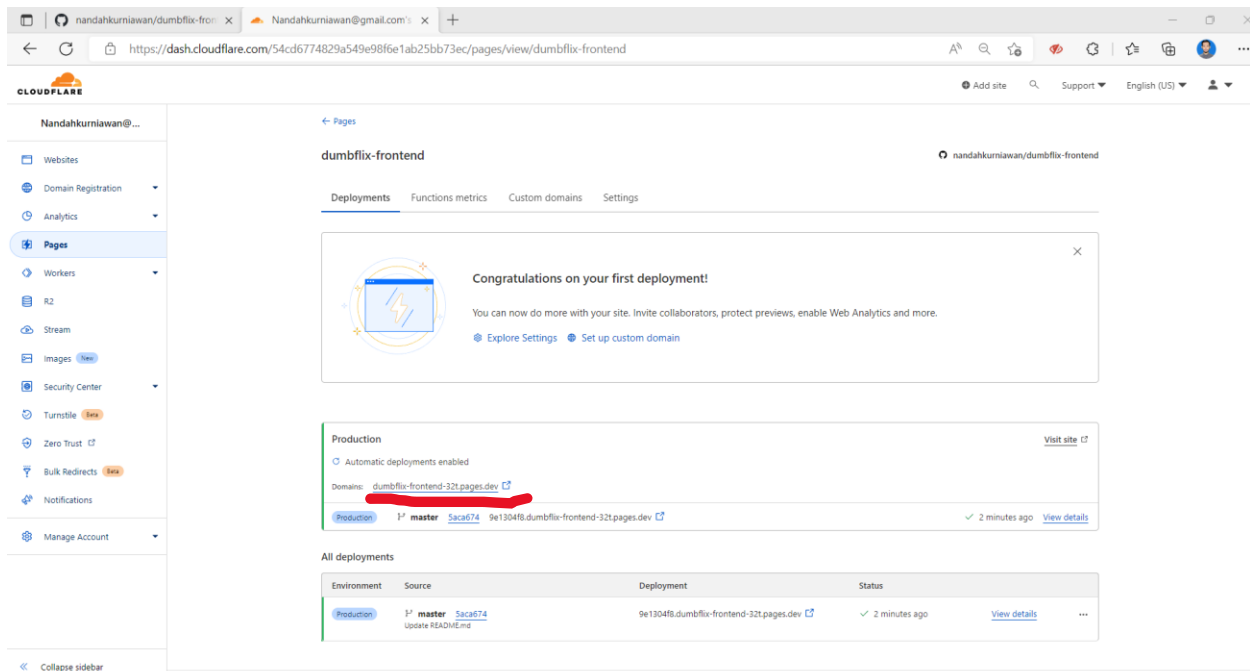 nandahkurniawan/dumbflix-fron
Nandahkurniawan@gmail.com's
https://dash.cloudflare.com/54cd6774829a549e98f6e1ab25bb73ec/pages/view/dumbflix-frontend
CLOUDFLARE
Add site
Support
English (US)
Nandahkurniawan@...
Websites
Domain Registration
Analytics
Pages
Workers
R2
Stream
Images New
Security Center
Turnstile Beta
Zero Trust
Bulk Redirects Beta
Notifications
Manage Account
Collapse sidebar
← Pages
dumbflix-frontend
nandahkurniawan/dumbflix-frontend
Deployments Functions metrics Custom domains Settings
Congratulations on your first deployment!
You can now do more with your site. Invite collaborators, protect previews, enable Web Analytics and more.
Explore Settings Set up custom domain
Production
Visit site
Automatic deployments enabled
Domains: dumbflix-frontend-32t.pages.dev
Production master 5aca674 9e1304f8.dumbflix-frontend-32t.pages.dev 2 minutes ago View details
All deployments
Environment Source Deployment Status
Production master 5aca674 9e1304f8.dumbflix-frontend-32t.pages.dev 2 minutes ago View details ...
Update README.md